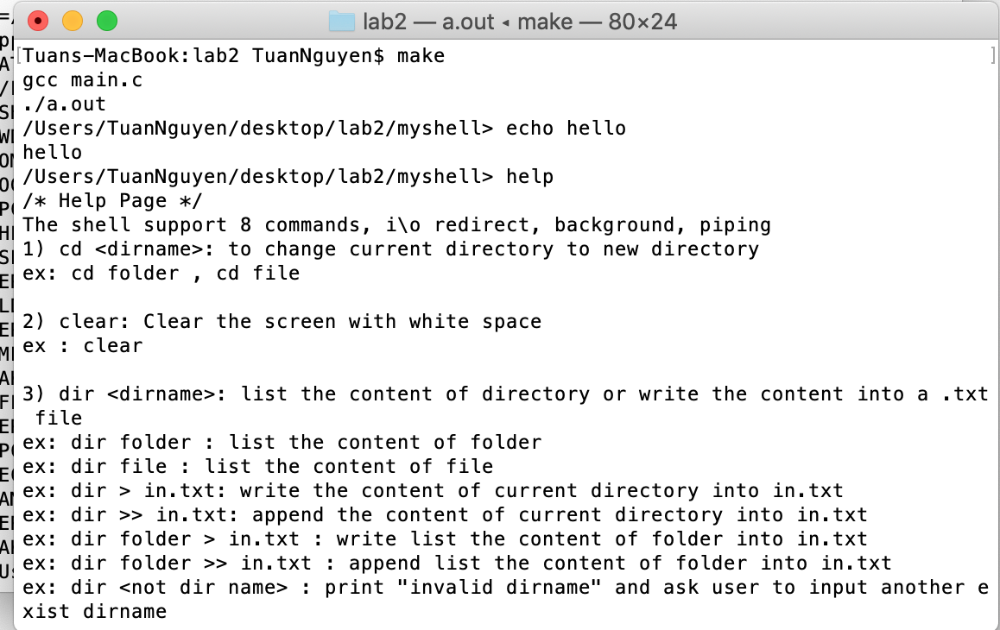 lab2 — a.out ◂ make — 80×24
[Tuans-MacBook:lab2 TuanNguyen$ make ]
gcc main.c
./a.out
/Users/TuanNguyen/desktop/lab2/myshell> echo hello
hello
/Users/TuanNguyen/desktop/lab2/myshell> help
/* Help Page */
The shell support 8 commands, i\o redirect, background, piping
1) cd <dirname>: to change current directory to new directory
ex: cd folder , cd file
2) clear: Clear the screen with white space
ex : clear
3) dir <dirname>: list the content of directory or write the content into a .txt
 file
ex: dir folder : list the content of folder
ex: dir file : list the content of file
ex: dir > in.txt: write the content of current directory into in.txt
ex: dir >> in.txt: append the content of current directory into in.txt
ex: dir folder > in.txt : write list the content of folder into in.txt
ex: dir folder >> in.txt : append list the content of folder into in.txt
ex: dir <not dir name> : print "invalid dirname" and ask user to input another e
xist dirname